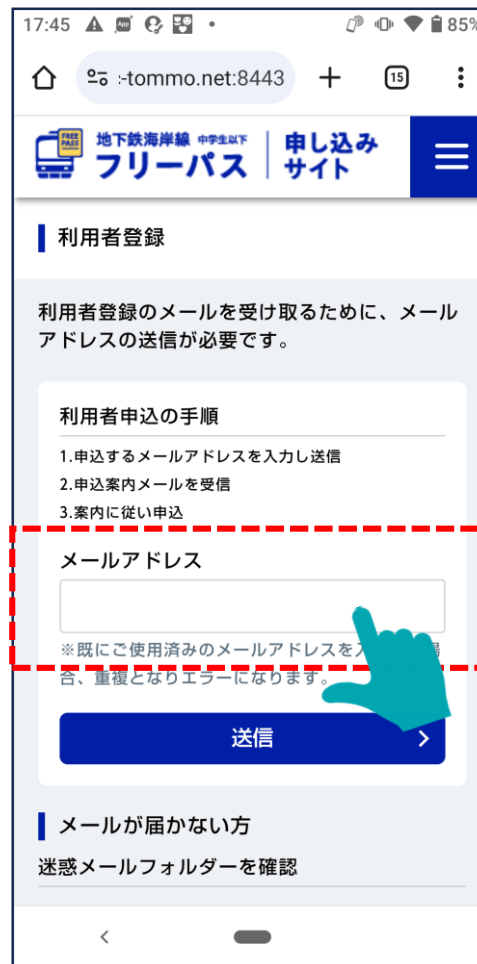 17:45
85%
:-tommo.net:8443
15
FREE PASS
地下鉄海岸線 中学生以下
フリーパス
申し込み
サイト
利用者登録
利用者登録のメールを受け取るために、メール
アドレスの送信が必要です。
利用者申込の手順
1.申込するメールアドレスを入力し送信
2.申込案内メールを受信
3.案内に従い申込
メールアドレス
※既にご使用済みのメールアドレスを入
合、重複となりエラーになります。
送信
メールが届かない方
迷惑メールフォルダーを確認